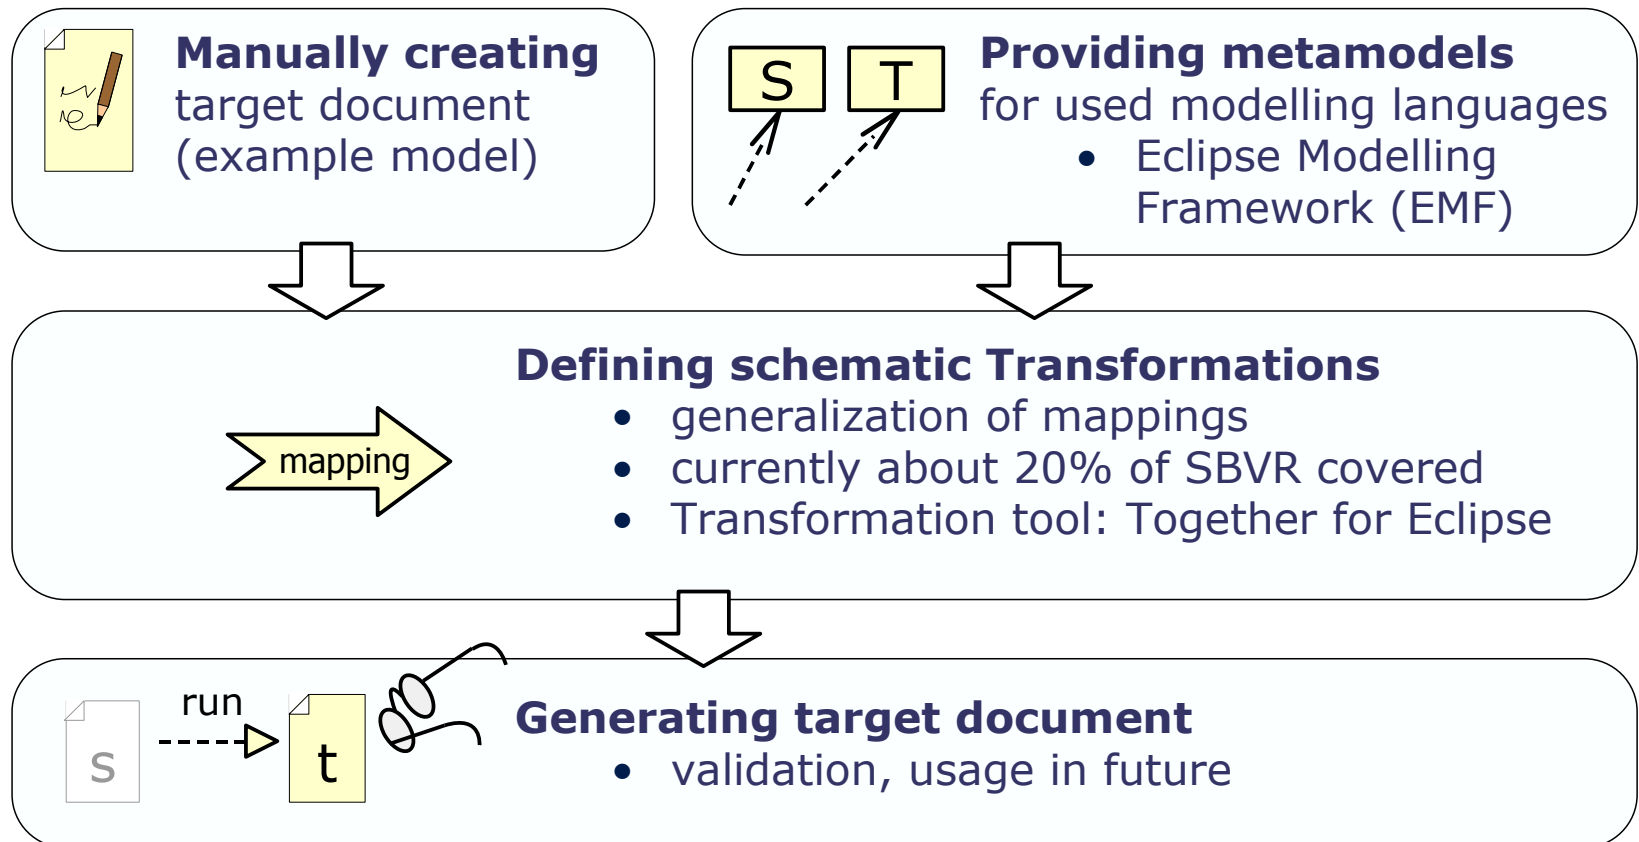 Manually creating
target document
(example model)
S T
Providing metamodels
for used modelling languages
• Eclipse Modelling
Framework (EMF)
mapping
Defining schematic Transformations
• generalization of mappings
• currently about 20% of SBVR covered
• Transformation tool: Together for Eclipse
run
s t
Generating target document
• validation, usage in future